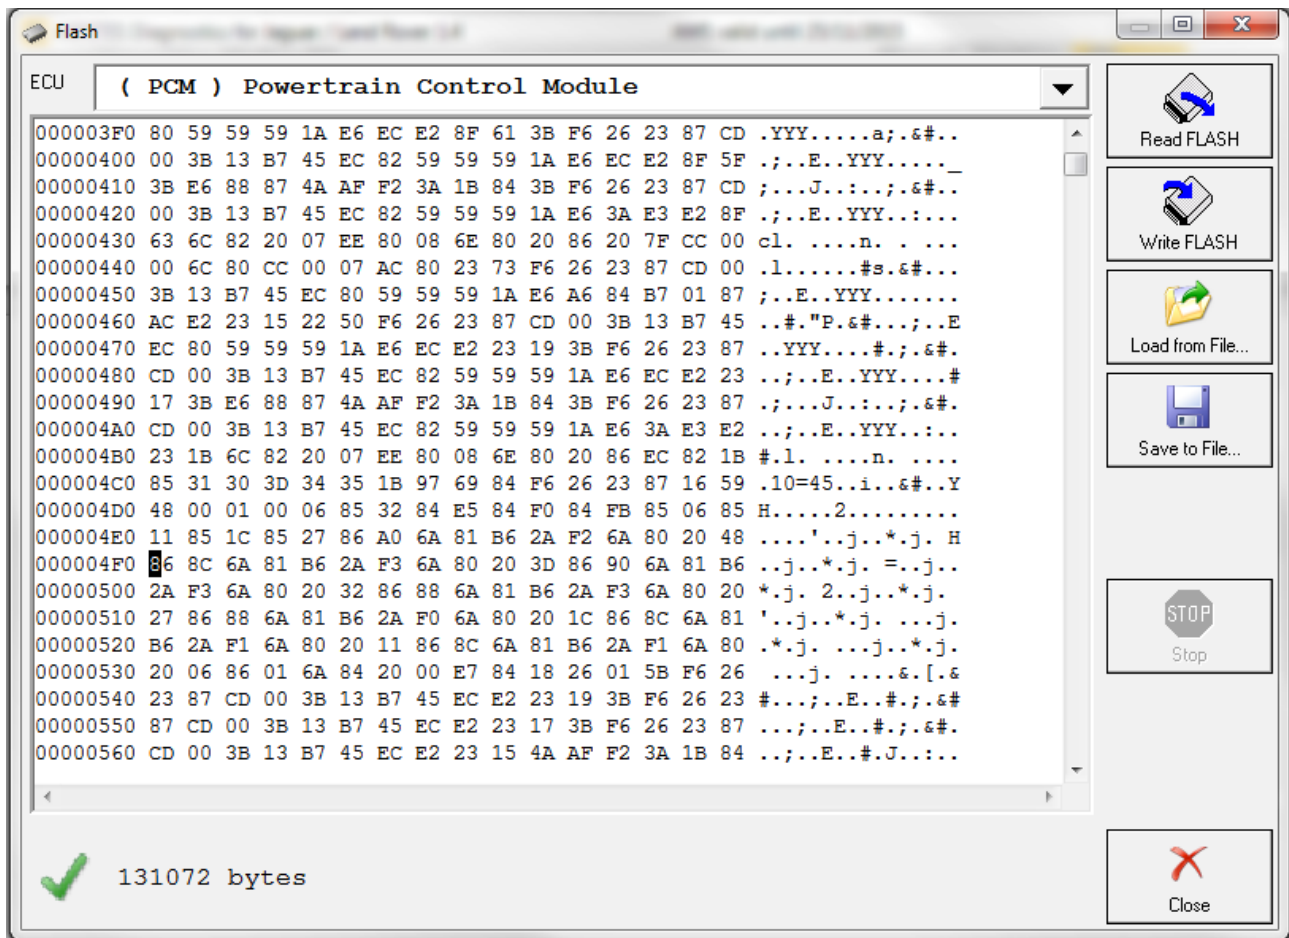 Flash
ECU
( PCM ) Powertrain Control Module
000003F0 80 59 59 59 1A E6 EC E2 8F 61 3B F6 26 23 87 CD .YYY.....a;.&#..
00000400 00 3B 13 B7 45 EC 82 59 59 59 1A E6 EC E2 8F 5F .;..E..YYY....._
00000410 3B E6 88 87 4A AF F2 3A 1B 84 3B F6 26 23 87 CD ;...J..:..;.&#..
00000420 00 3B 13 B7 45 EC 82 59 59 59 1A E6 3A E3 E2 8F .;..E..YYY..:...
00000430 63 6C 82 20 07 EE 80 08 6E 80 20 86 20 7F CC 00 cl. ....n. . ...
00000440 00 6C 80 CC 00 07 AC 80 23 73 F6 26 23 87 CD 00 .l......#s.&#...
00000450 3B 13 B7 45 EC 80 59 59 59 1A E6 A6 84 B7 01 87 ;..E..YYY.......
00000460 AC E2 23 15 22 50 F6 26 23 87 CD 00 3B 13 B7 45 ..#."P.&#...;..E
00000470 EC 80 59 59 59 1A E6 EC E2 23 19 3B F6 26 23 87 ..YYY....#.;.&#.
00000480 CD 00 3B 13 B7 45 EC 82 59 59 59 1A E6 EC E2 23 ..;..E..YYY....#
00000490 17 3B E6 88 87 4A AF F2 3A 1B 84 3B F6 26 23 87 .;...J..:..;.&#.
000004A0 CD 00 3B 13 B7 45 EC 82 59 59 59 1A E6 3A E3 E2 ..;..E..YYY..:..
000004B0 23 1B 6C 82 20 07 EE 80 08 6E 80 20 86 EC 82 1B #.l. ....n. ....
000004C0 85 31 30 3D 34 35 1B 97 69 84 F6 26 23 87 16 59 .10=45..i..&#..Y
000004D0 48 00 01 00 06 85 32 84 E5 84 F0 84 FB 85 06 85 H.....2.........
000004E0 11 85 1C 85 27 86 A0 6A 81 B6 2A F2 6A 80 20 48 ....'..j..*.j. H
000004F0 86 8C 6A 81 B6 2A F3 6A 80 20 3D 86 90 6A 81 B6 ..j..*.j. =..j..
00000500 2A F3 6A 80 20 32 86 88 6A 81 B6 2A F3 6A 80 20 *.j. 2..j..*.j. 
00000510 27 86 88 6A 81 B6 2A F0 6A 80 20 1C 86 8C 6A 81 '..j..*.j. ...j.
00000520 B6 2A F1 6A 80 20 11 86 8C 6A 81 B6 2A F1 6A 80 .*.j. ...j..*.j.
00000530 20 06 86 01 6A 84 20 00 E7 84 18 26 01 5B F6 26  ...j. ....&.[.&
00000540 23 87 CD 00 3B 13 B7 45 EC E2 23 19 3B F6 26 23 #...;..E..#.;.&#
00000550 87 CD 00 3B 13 B7 45 EC E2 23 17 3B F6 26 23 87 ...;..E..#.;.&#.
00000560 CD 00 3B 13 B7 45 EC E2 23 15 4A AF F2 3A 1B 84 ..;..E..#.J..:..
131072 bytes
Read FLASH
Write FLASH
Load from File...
Save to File...
STOP
Stop
Close